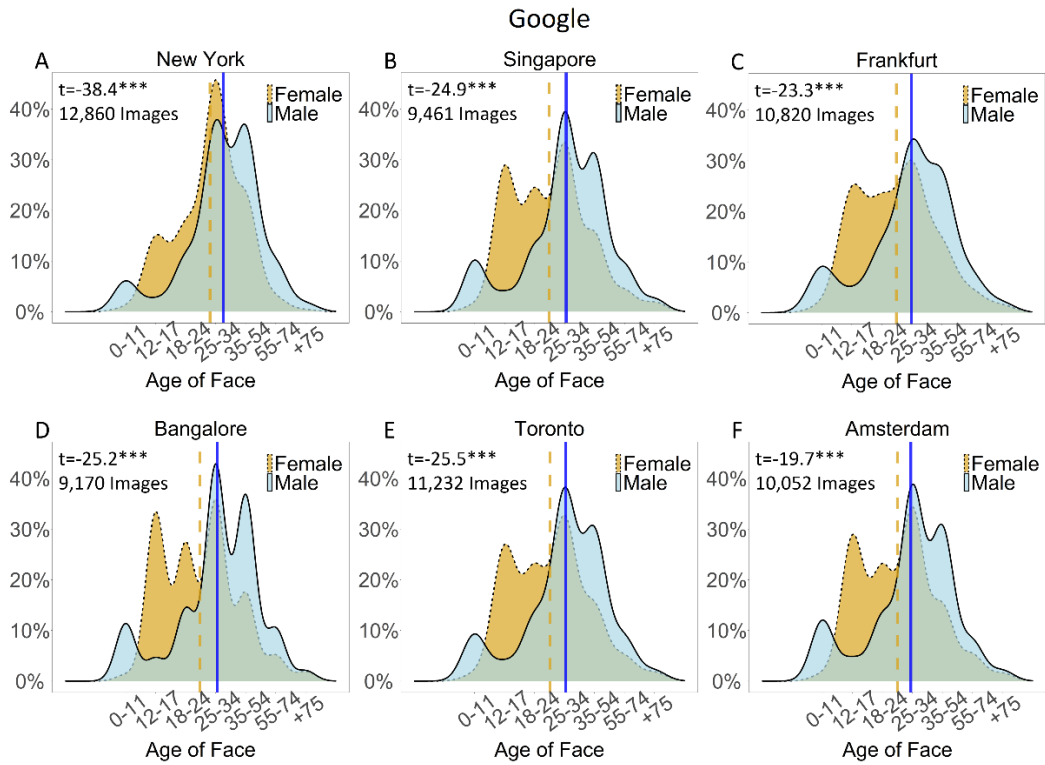 Google
A
New York
t=-38.4***
12,860 Images
Female
Male
40%
30%
20%
10%
0%
0-11
12-17
18-24
25-34
35-54
55-74
+75
Age of Face
B
Singapore
t=-24.9***
9,461 Images
Female
Male
40%
30%
20%
10%
0%
0-11
12-17
18-24
25-34
35-54
55-74
+75
Age of Face
C
Frankfurt
t=-23.3***
10,820 Images
Female
Male
40%
30%
20%
10%
0%
0-11
12-17
18-24
25-34
35-54
55-74
+75
Age of Face
D
Bangalore
t=-25.2***
9,170 Images
Female
Male
40%
30%
20%
10%
0%
0-11
12-17
18-24
25-34
35-54
55-74
+75
Age of Face
E
Toronto
t=-25.5***
11,232 Images
Female
Male
40%
30%
20%
10%
0%
0-11
12-17
18-24
25-34
35-54
55-74
+75
Age of Face
F
Amsterdam
t=-19.7***
10,052 Images
Female
Male
40%
30%
20%
10%
0%
0-11
12-17
18-24
25-34
35-54
55-74
+75
Age of Face